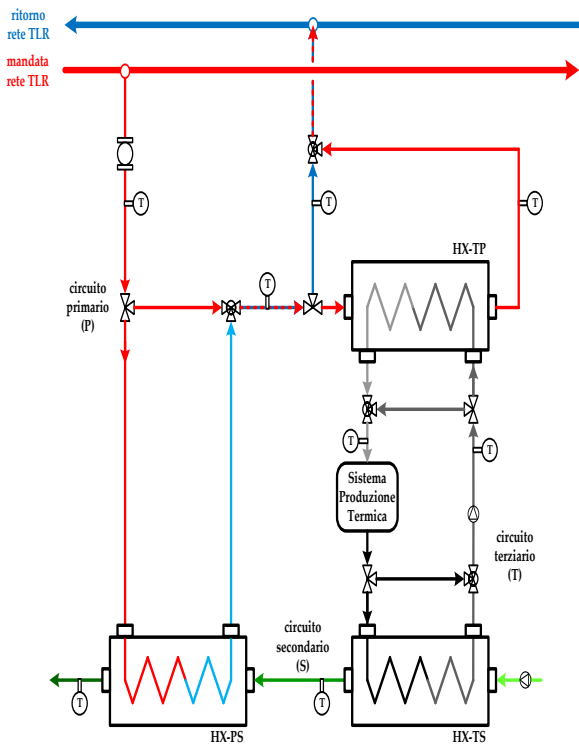 ritorno
rete TLR
mandata
rete TLR
T
T
T
HX-TP
circuito
primario
(P)
T
T
T
Sistema
Produzione
Termica
circuito
terziario
(T)
circuito
secondario
(S)
T
T
HX-PS
HX-TS